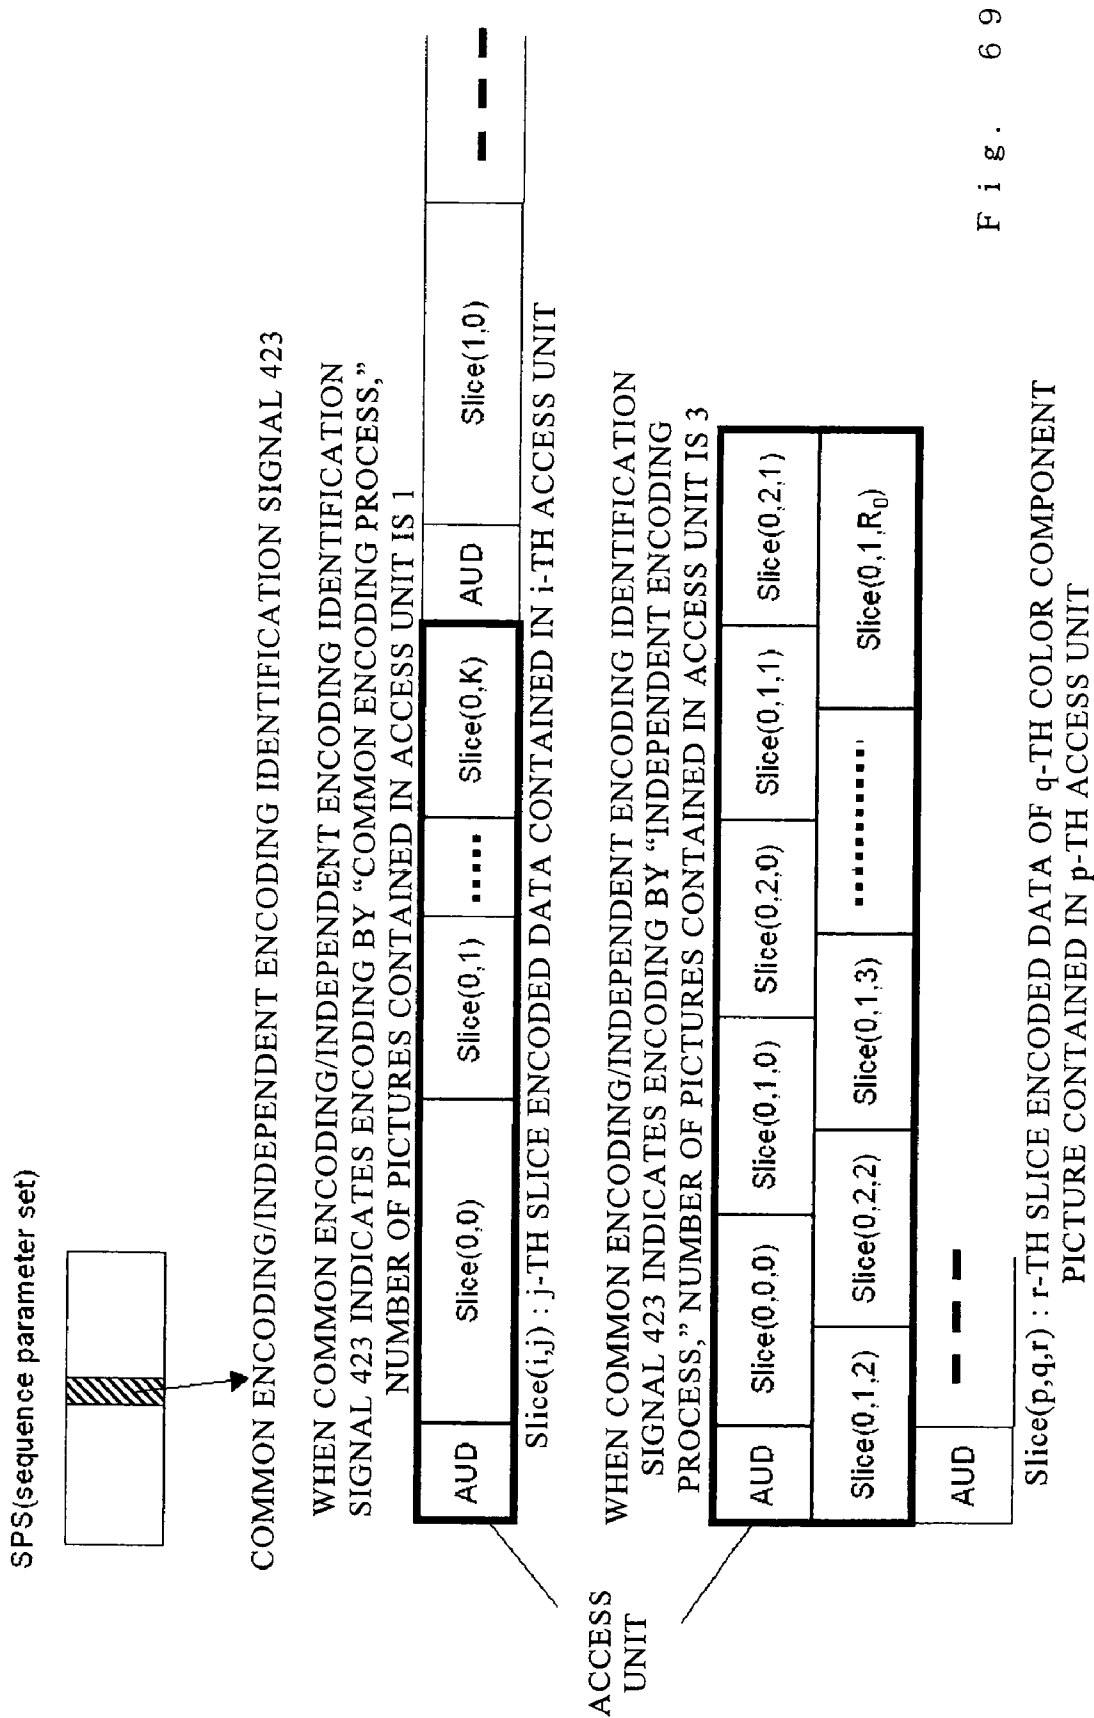 SPS(sequence parameter set)
COMMON ENCODING/INDEPENDENT ENCODING IDENTIFICATION SIGNAL 423
WHEN COMMON ENCODING/INDEPENDENT ENCODING IDENTIFICATION
SIGNAL 423 INDICATES ENCODING BY “COMMON ENCODING PROCESS,”
NUMBER OF PICTURES CONTAINED IN ACCESS UNIT IS 1
AUD Slice(0,0) Slice(0,1) ····· Slice(0,K) AUD Slice(1,0) – – –
Slice(i,j) : j-TH SLICE ENCODED DATA CONTAINED IN i-TH ACCESS UNIT
ACCESS
UNIT
WHEN COMMON ENCODING/INDEPENDENT ENCODING IDENTIFICATION
SIGNAL 423 INDICATES ENCODING BY “INDEPENDENT ENCODING
PROCESS,” NUMBER OF PICTURES CONTAINED IN ACCESS UNIT IS 3
AUD Slice(0,0,0) Slice(0,1,0) Slice(0,2,0) Slice(0,1,1) Slice(0,2,1)
Slice(0,1,2) Slice(0,2,2) Slice(0,1,3) ·········· Slice(0,1,R₀)
AUD – – –
Slice(p,q,r) : r-TH SLICE ENCODED DATA OF q-TH COLOR COMPONENT
PICTURE CONTAINED IN p-TH ACCESS UNIT
Fig. 69